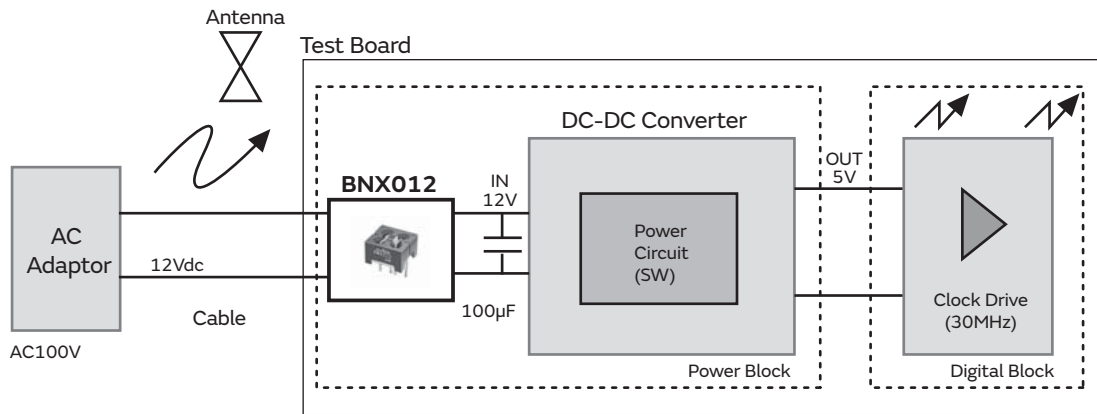 Antenna
Test Board
DC-DC Converter
OUT
5V
BNX012
IN
12V
AC
Adaptor
Power
Circuit
(SW)
12Vdc
Cable
100µF
Clock Drive
(30MHz)
AC100V
Power Block
Digital Block